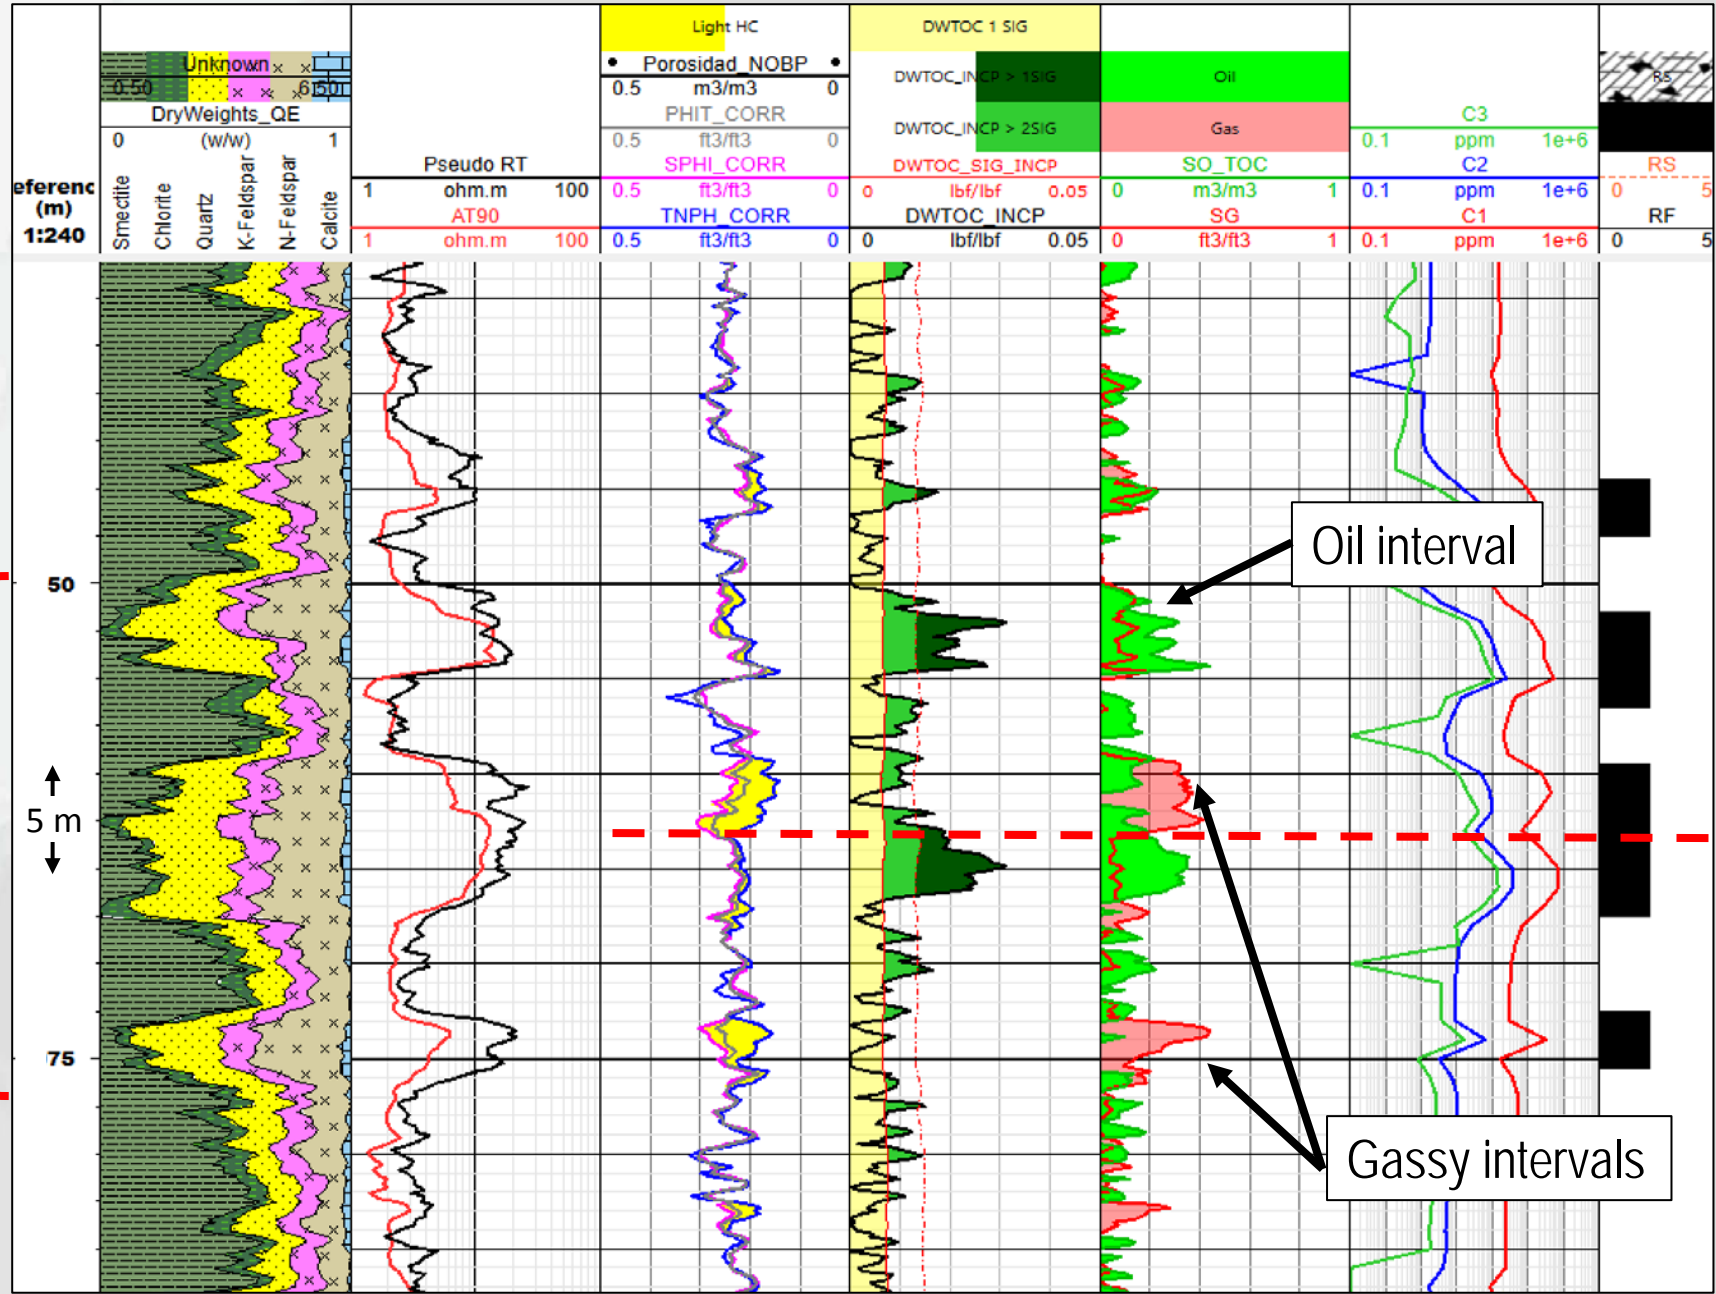 Light HC
DWTOC 1 SIG
Unknown
0.50
6.50
Porosidad_NOBP
0.5 m3/m3 0
DWTOC_INCP > 1SIG
Oil
RS
DryWeights_QE
0 (w/w) 1
PHIT_CORR
0.5 ft3/ft3 0
DWTOC_INCP > 2SIG
Gas
C3
0.1 ppm 1e+6
eferenc
(m)
1:240
Smectite
Chlorite
Quartz
K-Feldspar
N-Feldspar
Calcite
Pseudo RT
1 ohm.m 100
AT90
1 ohm.m 100
SPHI_CORR
0.5 ft3/ft3 0
TNPH_CORR
0.5 ft3/ft3 0
DWTOC_SIG_INCP
0 lbf/lbf 0.05
DWTOC_INCP
0 lbf/lbf 0.05
SO_TOC
0 m3/m3 1
SG
0 ft3/ft3 1
C2
0.1 ppm 1e+6
C1
0.1 ppm 1e+6
RS
0 5
RF
0 5
Oil interval
50
5 m
75
Gassy intervals